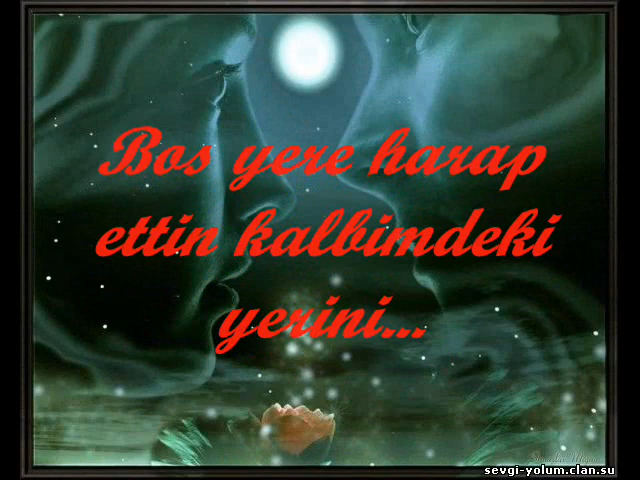 Bos yere harap
ettin kalbimdeki
yerini...
sevgi-yolum.clan.su